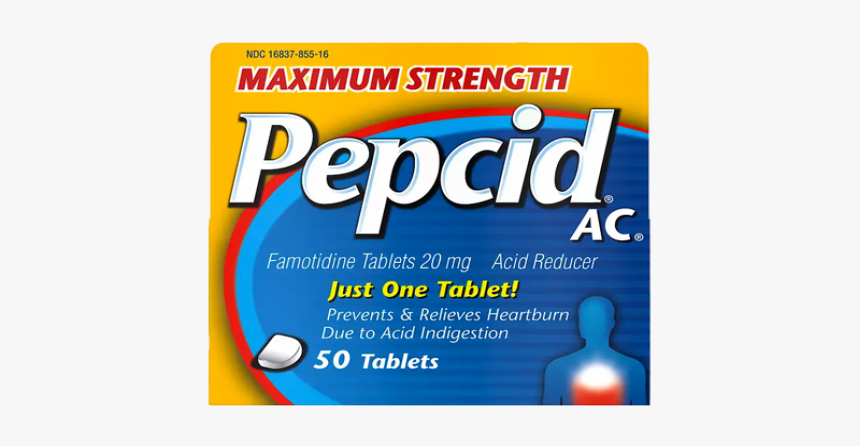 NDC 16837-855-16
MAXIMUM STRENGTH
Pepcid®
AC®
Famotidine Tablets 20 mg Acid Reducer
Just One Tablet!
Prevents & Relieves Heartburn
Due to Acid Indigestion
50 Tablets